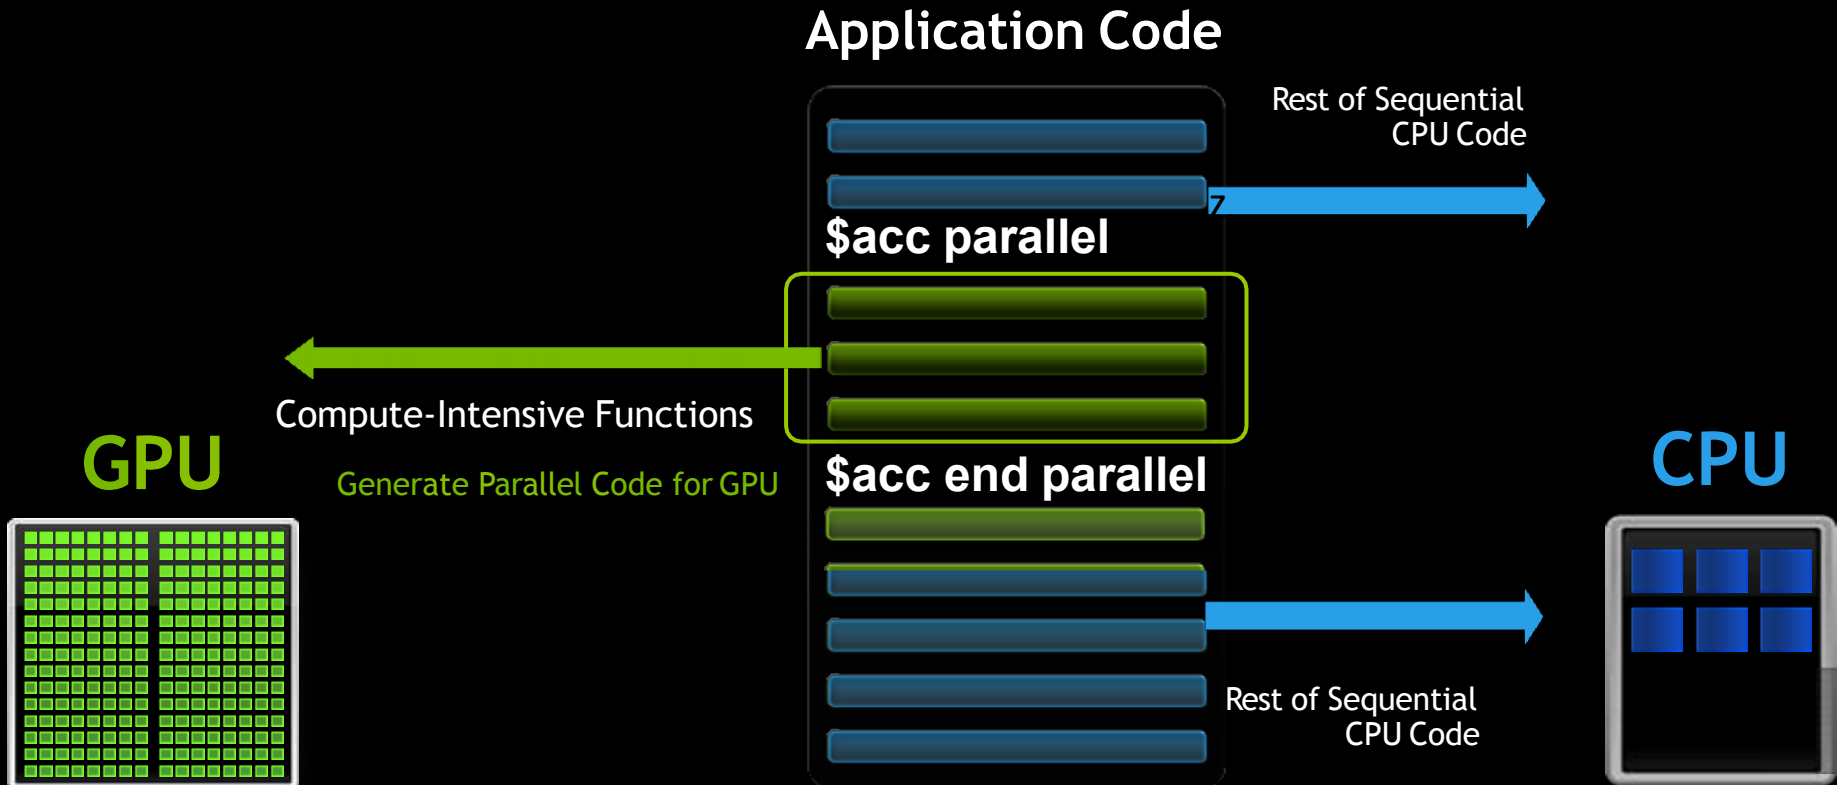 Application Code
Rest of Sequential
CPU Code
7
$acc parallel
Compute-Intensive Functions
GPU
Generate Parallel Code for GPU
$acc end parallel
CPU
Rest of Sequential
CPU Code